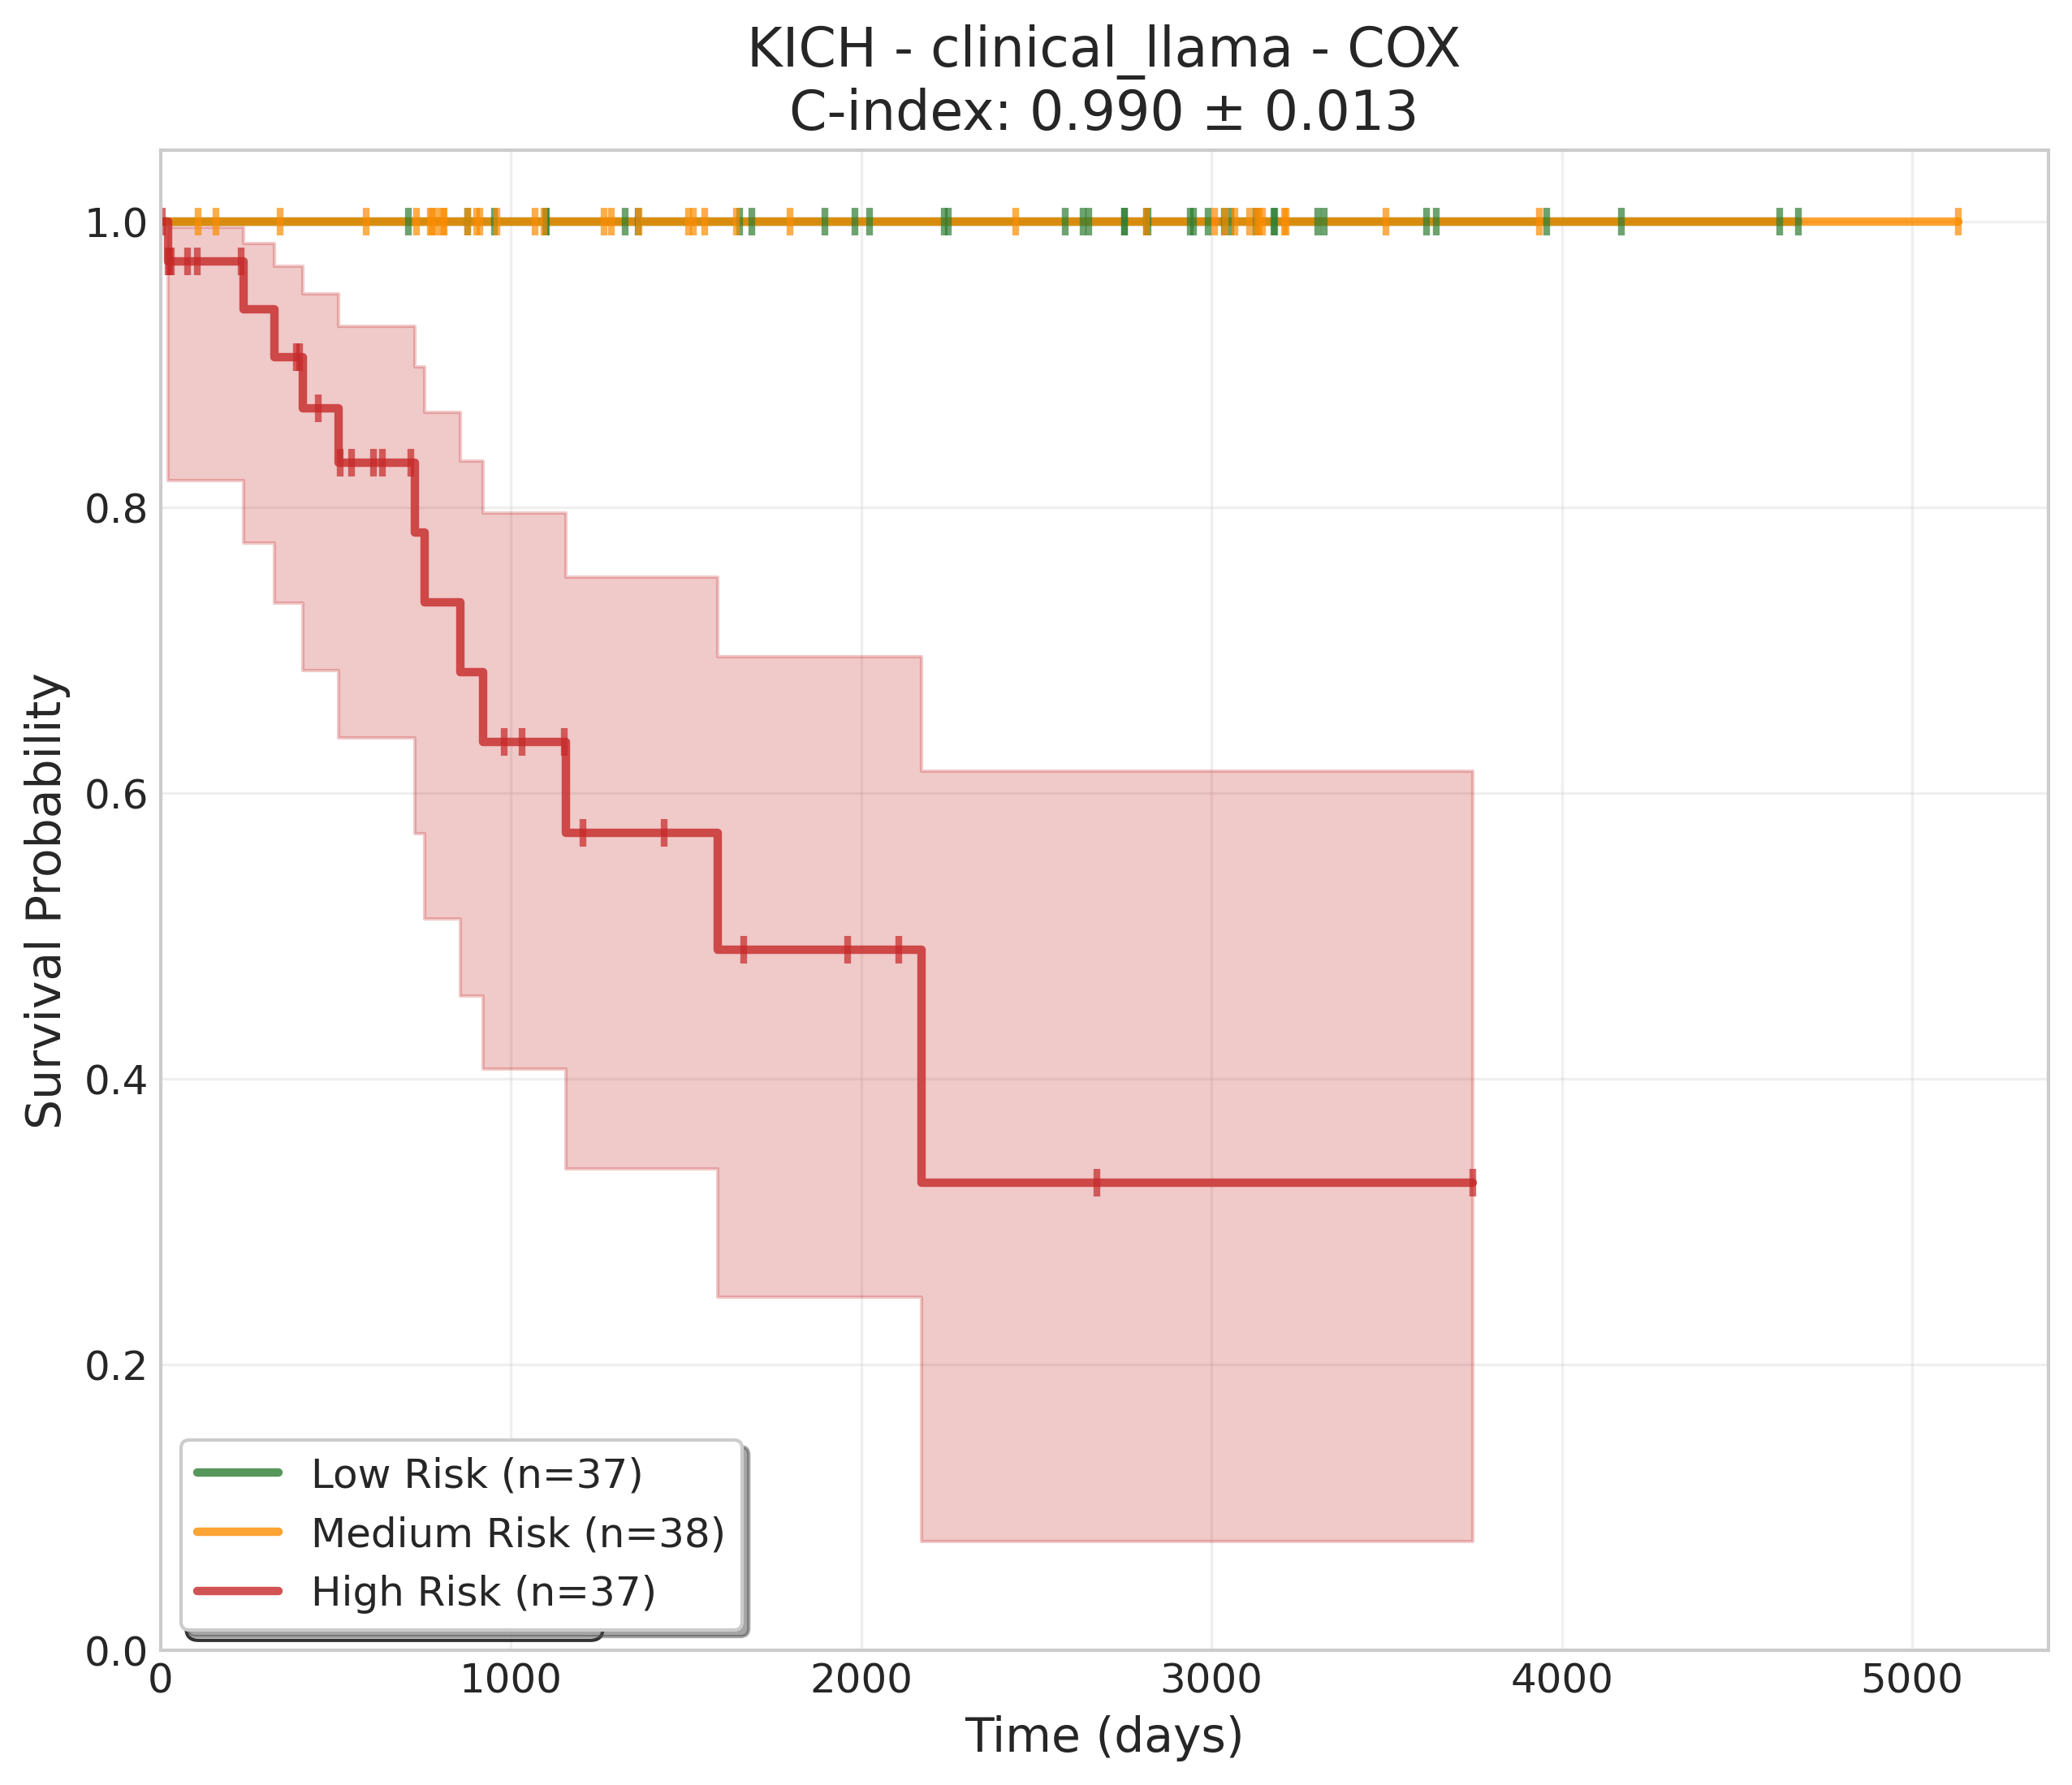 KICH - clinical_llama - COX
C-index: 0.990 ± 0.013
Survival Probability
1.0
0.8
0.6
0.4
0.2
0.0
Low Risk (n=37)
Medium Risk (n=38)
High Risk (n=37)
0 1000 2000 3000 4000 5000
Time (days)